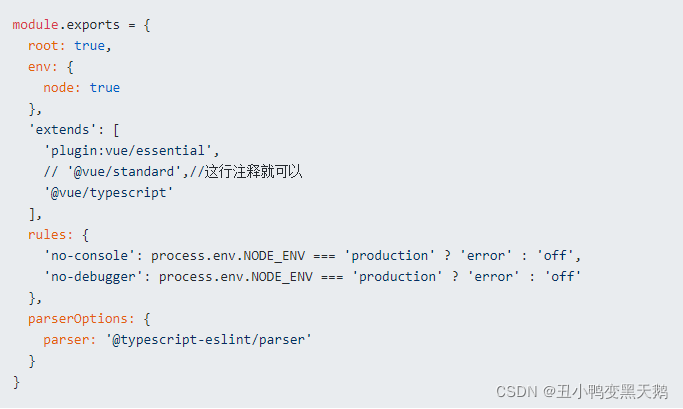 module.exports = {
  root: true,
  env: {
    node: true
  },
  'extends': [
    'plugin:vue/essential',
    // '@vue/standard',//这行注释就可以
    '@vue/typescript'
  ],
  rules: {
    'no-console': process.env.NODE_ENV === 'production' ? 'error' : 'off',
    'no-debugger': process.env.NODE_ENV === 'production' ? 'error' : 'off'
  },
  parserOptions: {
    parser: '@typescript-eslint/parser'
  }
}
CSDN @丑小鸭变黑天鹅